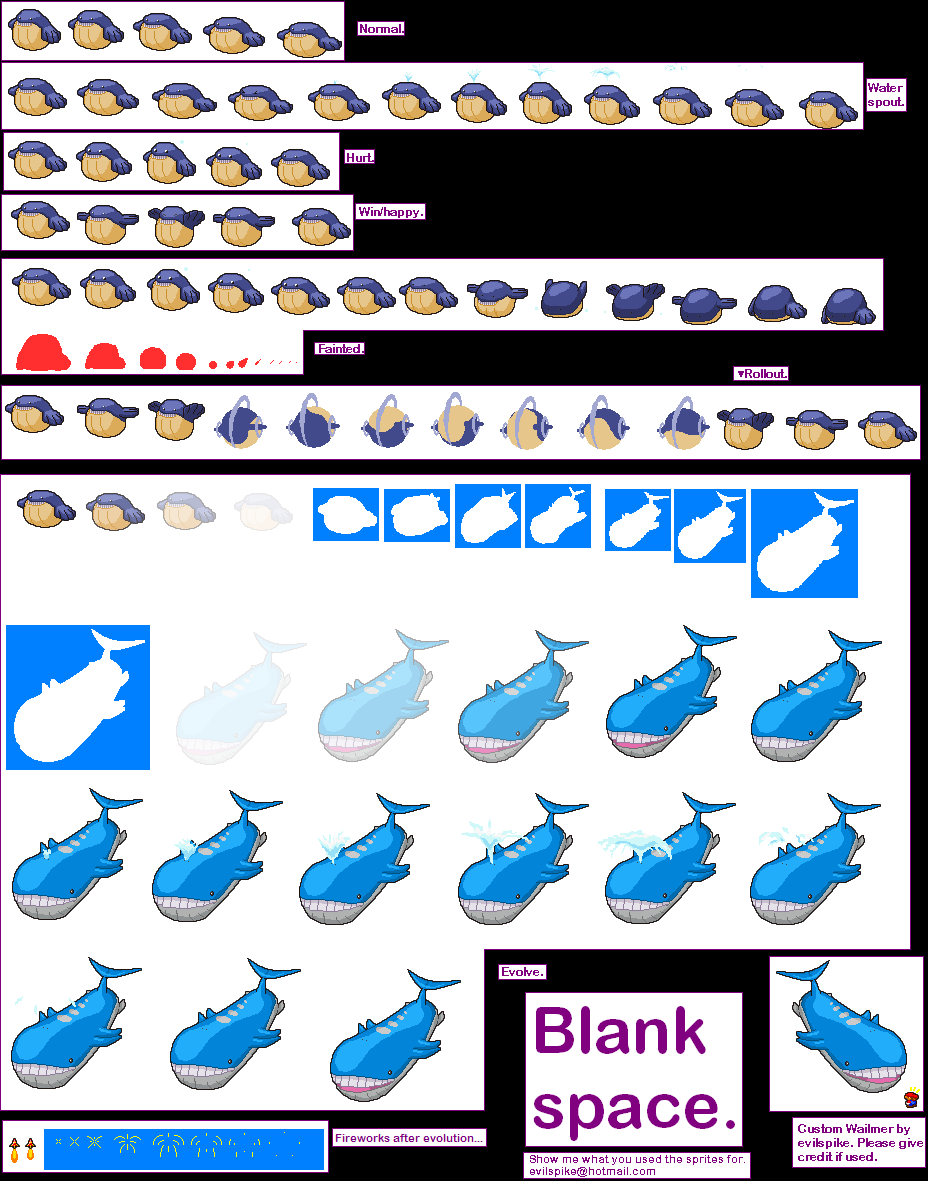 Normal.
Water
spout.
Hurt.
Win/happy.
Fainted.
▼Rollout.
Evolve.
Blank
space.
Fireworks after evolution...
Custom Wailmer by
evilspike. Please give
credit if used.
Show me what you used the sprites for.
evilspike@hotmail.com